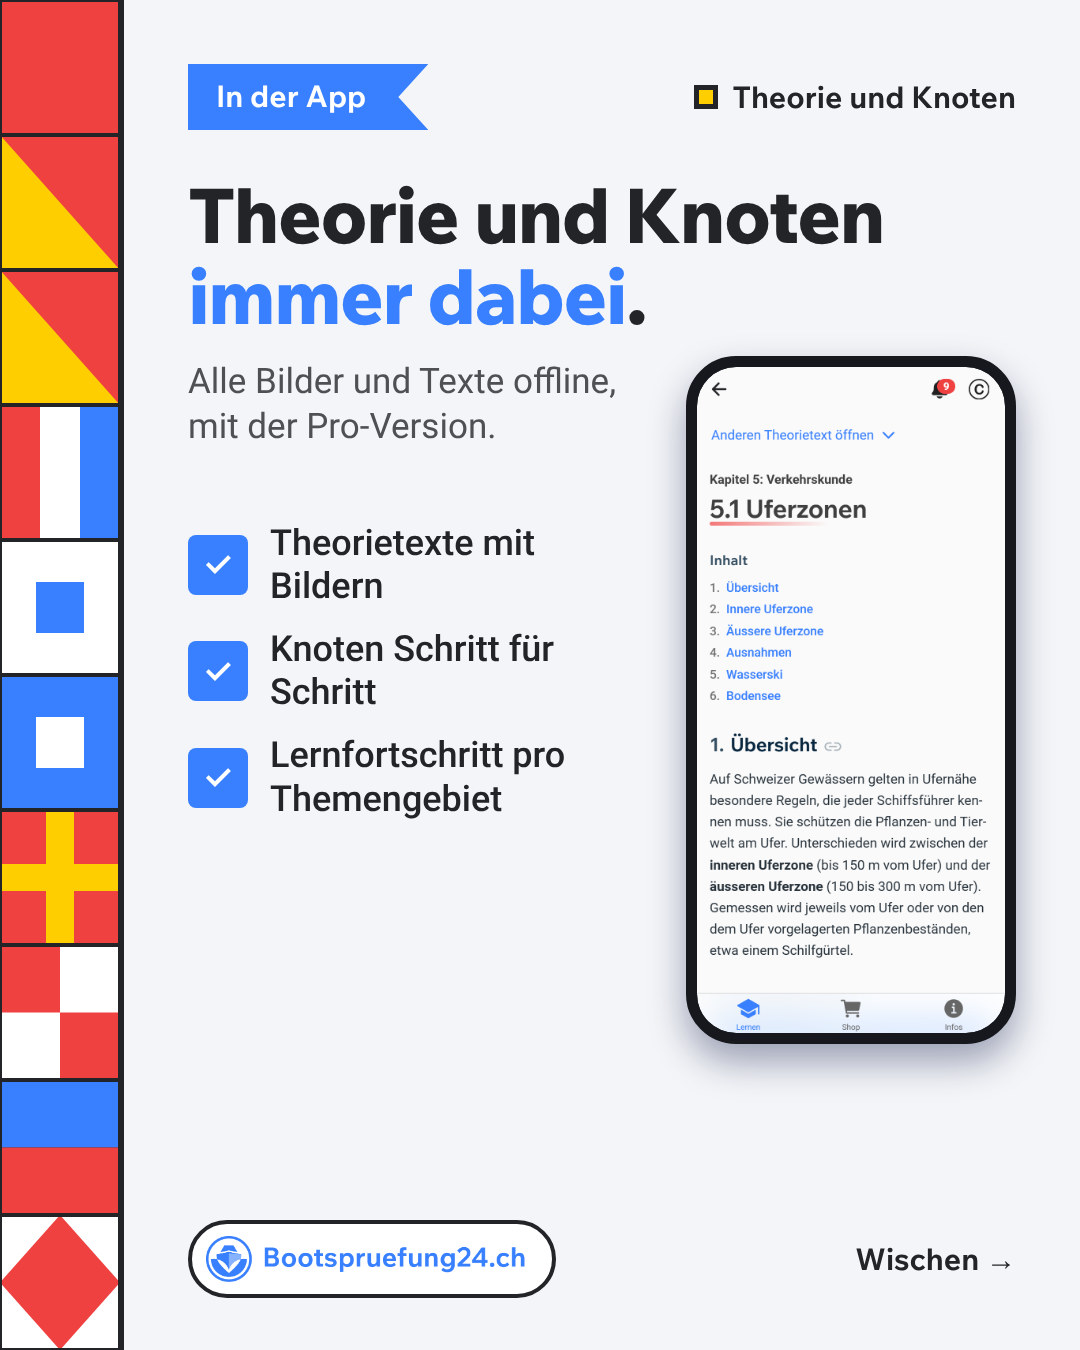 In der App
Theorie und Knoten
Theorie und Knoten
immer dabei.
Alle Bilder und Texte offline,
mit der Pro-Version.
Theorietexte mit
Bildern
Knoten Schritt für
Schritt
Lernfortschritt pro
Themengebiet
9
C
Anderen Theorietext öffnen
Kapitel 5: Verkehrskunde
5.1 Uferzonen
Inhalt
1. Übersicht
2. Innere Uferzone
3. Äussere Uferzone
4. Ausnahmen
5. Wasserski
6. Bodensee
1. Übersicht
Auf Schweizer Gewässern gelten in Ufernähe
besondere Regeln, die jeder Schiffsführer ken-
nen muss. Sie schützen die Pflanzen- und Tier-
welt am Ufer. Unterschieden wird zwischen der
inneren Uferzone (bis 150 m vom Ufer) und der
äusseren Uferzone (150 bis 300 m vom Ufer).
Gemessen wird jeweils vom Ufer oder von den
dem Ufer vorgelagerten Pflanzenbeständen,
etwa einem Schilfgürtel.
Lernen
Shop
Infos
Bootspruefung24.ch
Wischen →